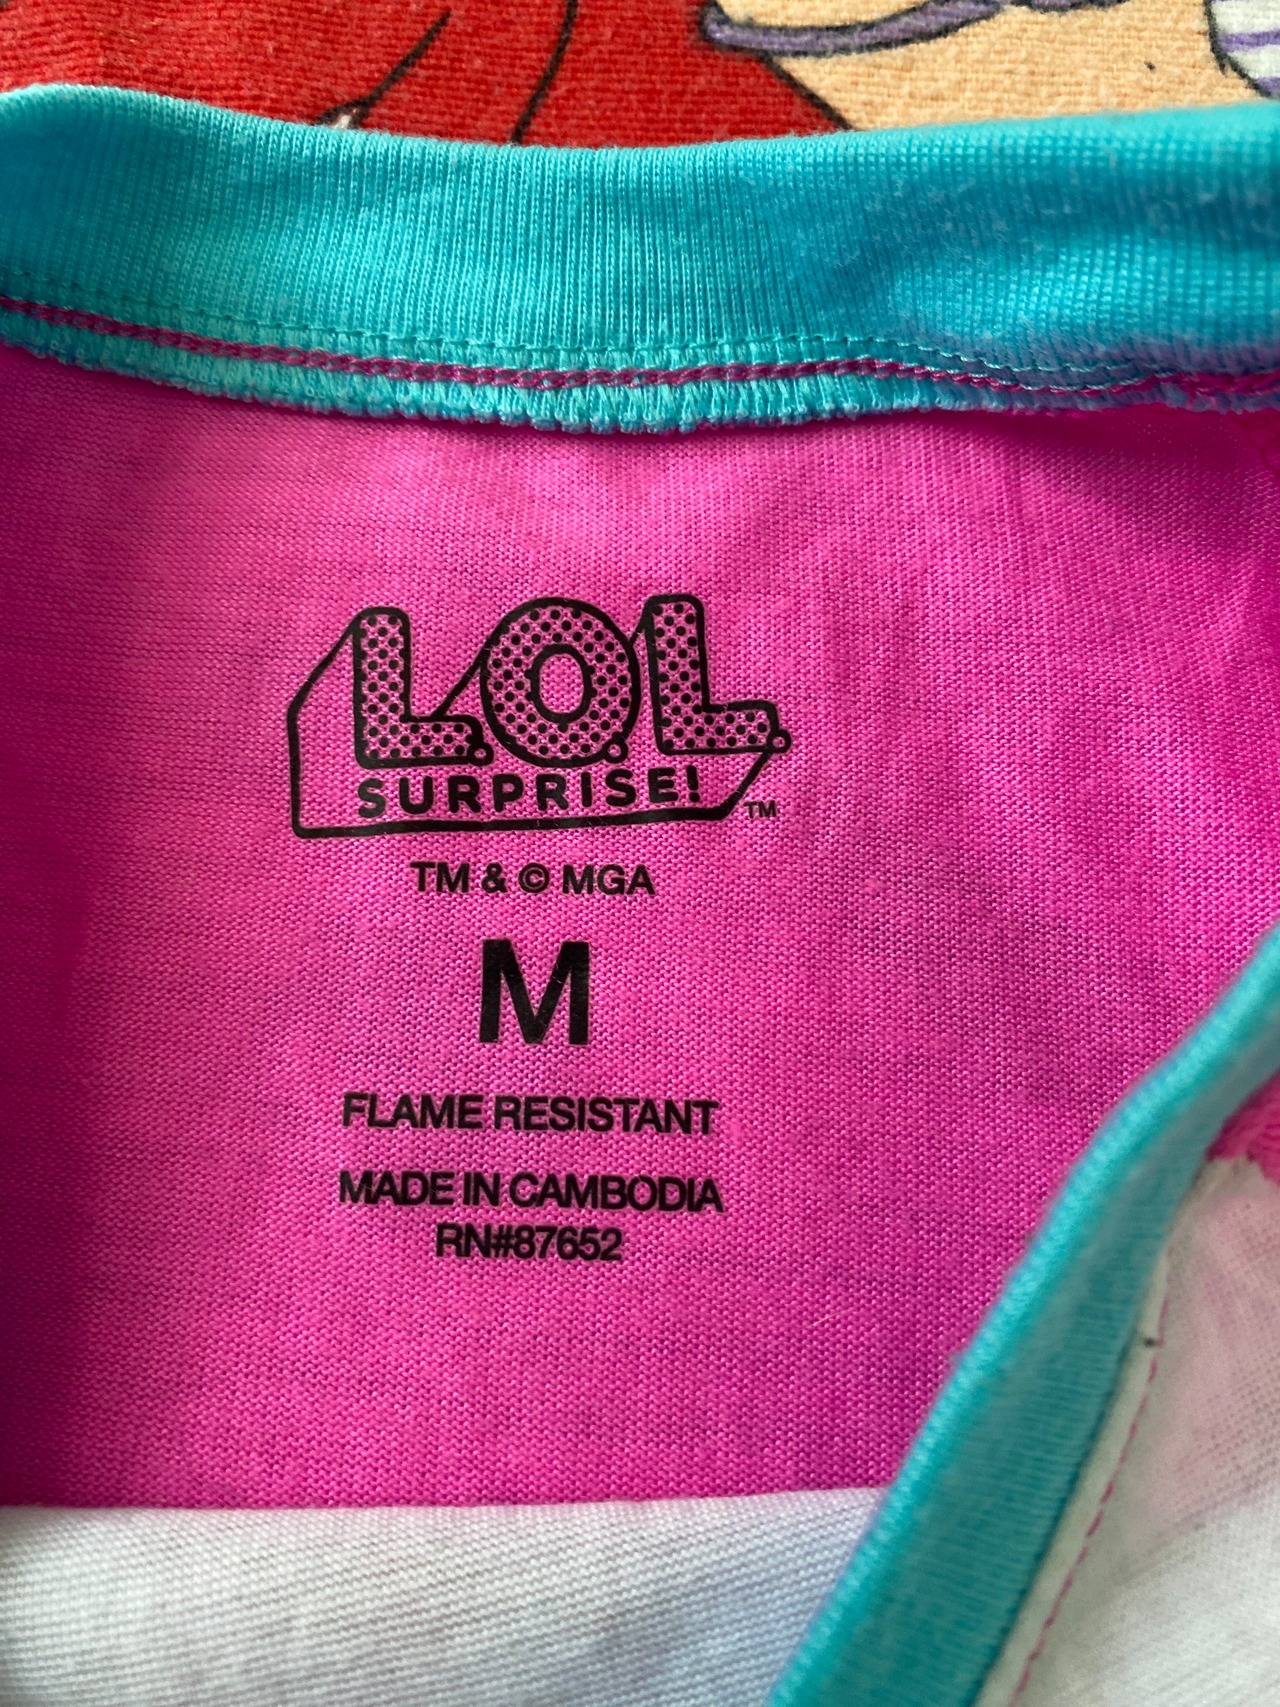 L.O.L.
SURPRISE!™
TM & © MGA
M
FLAME RESISTANT
MADE IN CAMBODIA
RN#87652